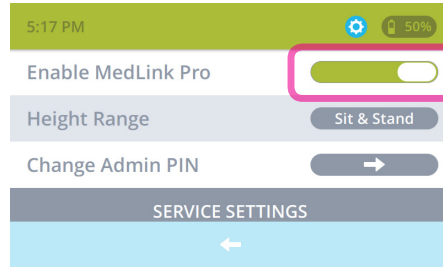 5:17 PM 50%
Enable MedLink Pro
Height Range Sit & Stand
Change Admin PIN
SERVICE SETTINGS